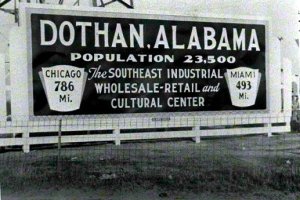 DOTHAN, ALABAMA
POPULATION 23,500
CHICAGO
786
Mi.
The SOUTHEAST INDUSTRIAL
WHOLESALE-RETAIL and
CULTURAL CENTER
MIAMI
493
Mi.